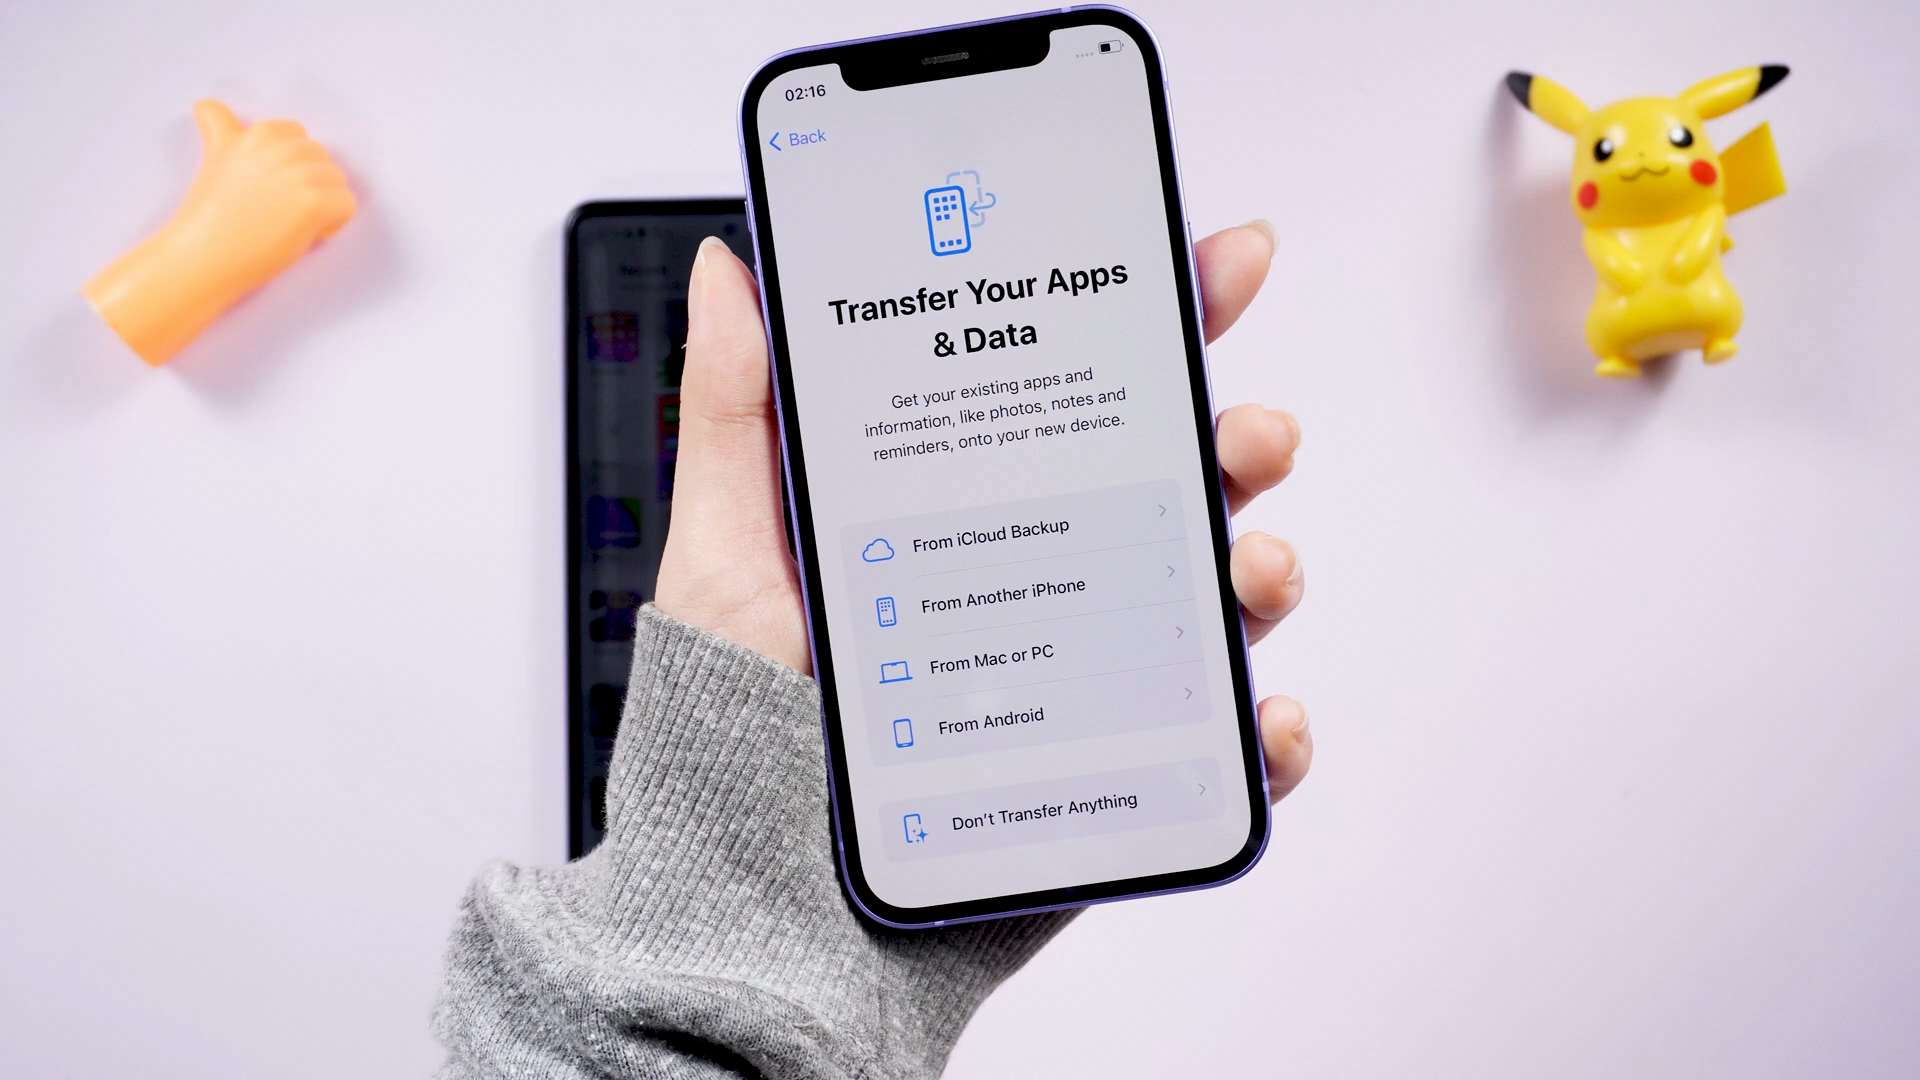 02:16
Back
Transfer Your Apps
& Data
Get your existing apps and
information, like photos, notes and
reminders, onto your new device.
From iCloud Backup
From Another iPhone
From Mac or PC
From Android
Don't Transfer Anything